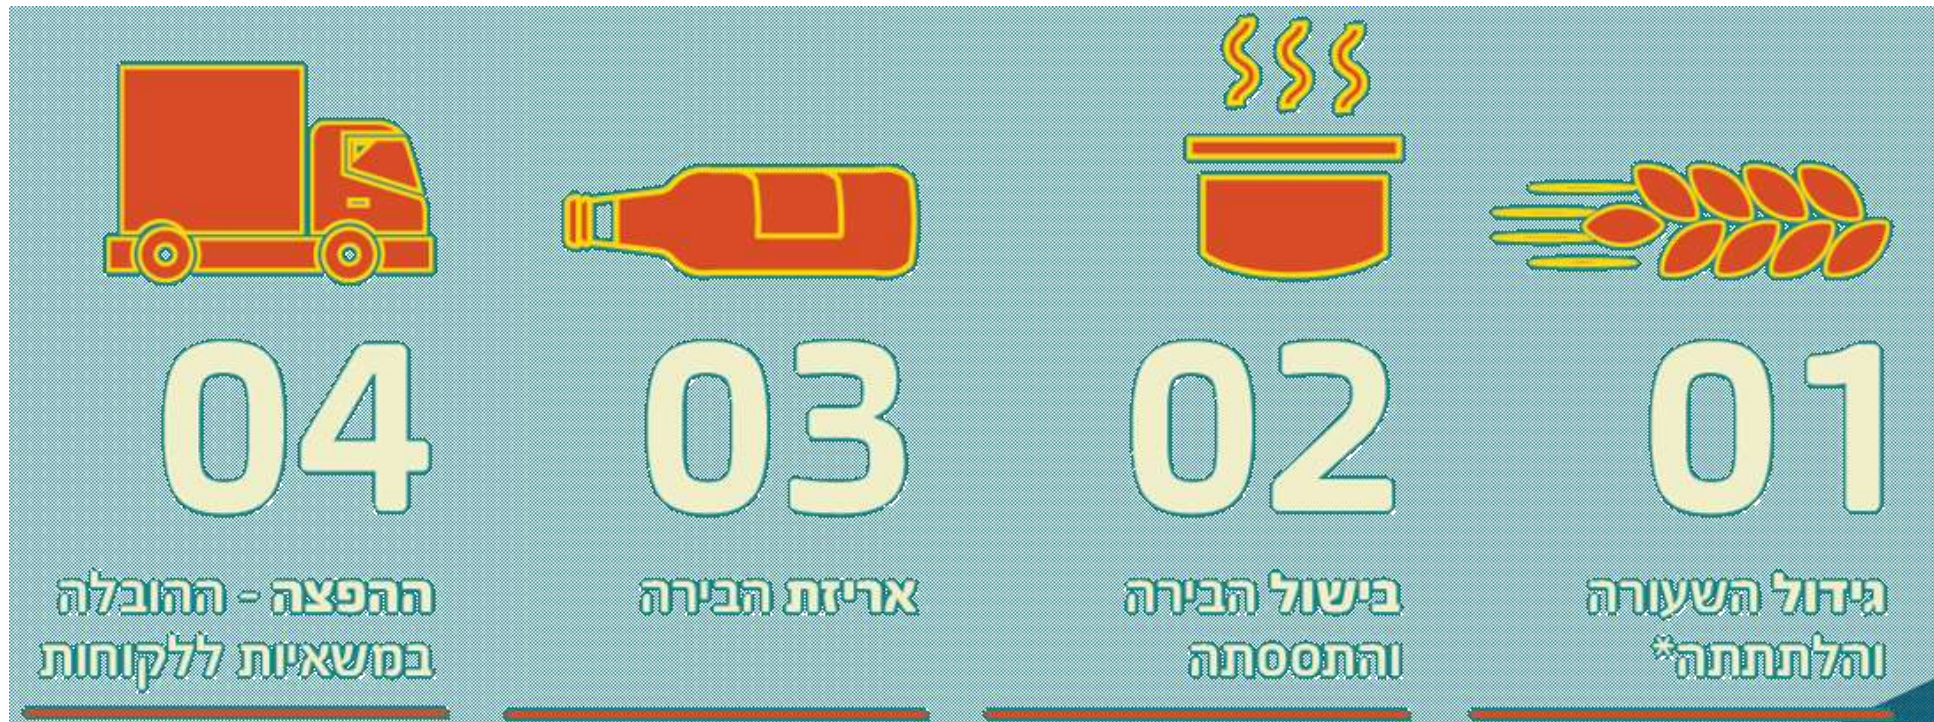 01
גידול השעורה
והלתתתה*
02
בישול הבירה
והתססתה
03
אריזת הבירה
04
ההפצה - ההובלה
במשאיות ללקוחות